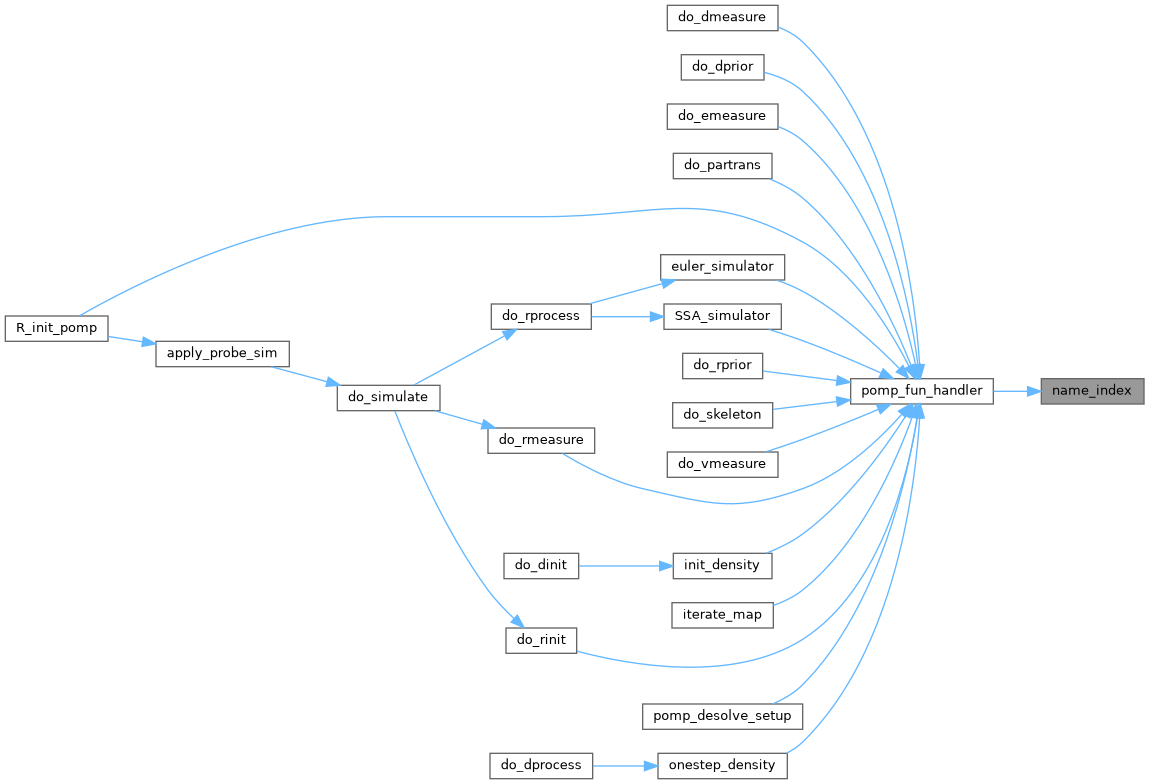 do_dmeasure
do_dprior
do_emeasure
do_partrans
euler_simulator
do_rprocess
SSA_simulator
R_init_pomp
apply_probe_sim
do_rprior
do_simulate
pomp_fun_handler
name_index
do_skeleton
do_rmeasure
do_vmeasure
do_dinit
init_density
iterate_map
do_rinit
pomp_desolve_setup
do_dprocess
onestep_density